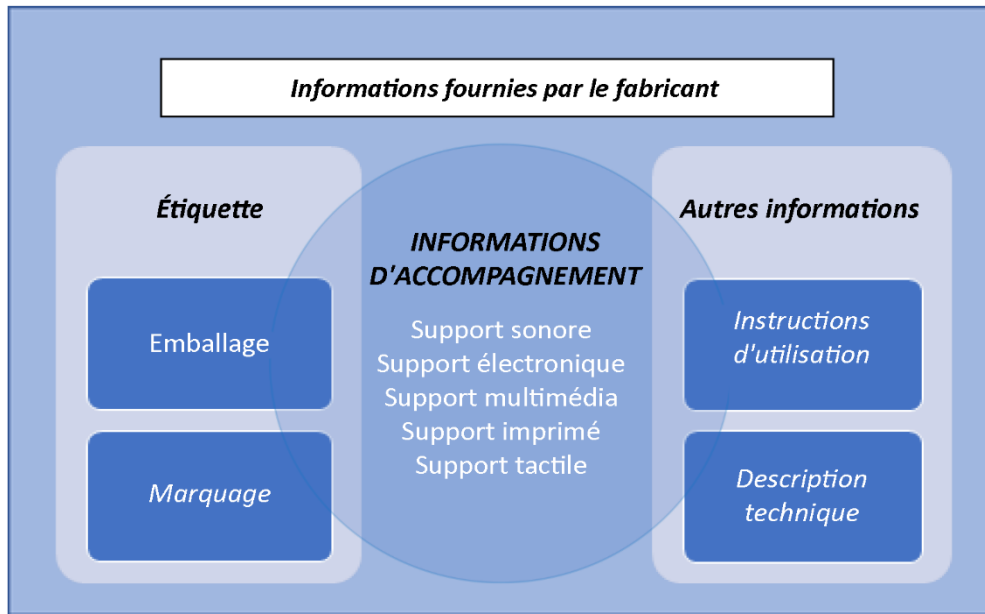 Informations fournies par le fabricant
Étiquette
Emballage
Marquage
INFORMATIONS
D'ACCOMPAGNEMENT
Support sonore
Support électronique
Support multimédia
Support imprimé
Support tactile
Autres informations
Instructions
d'utilisation
Description
technique